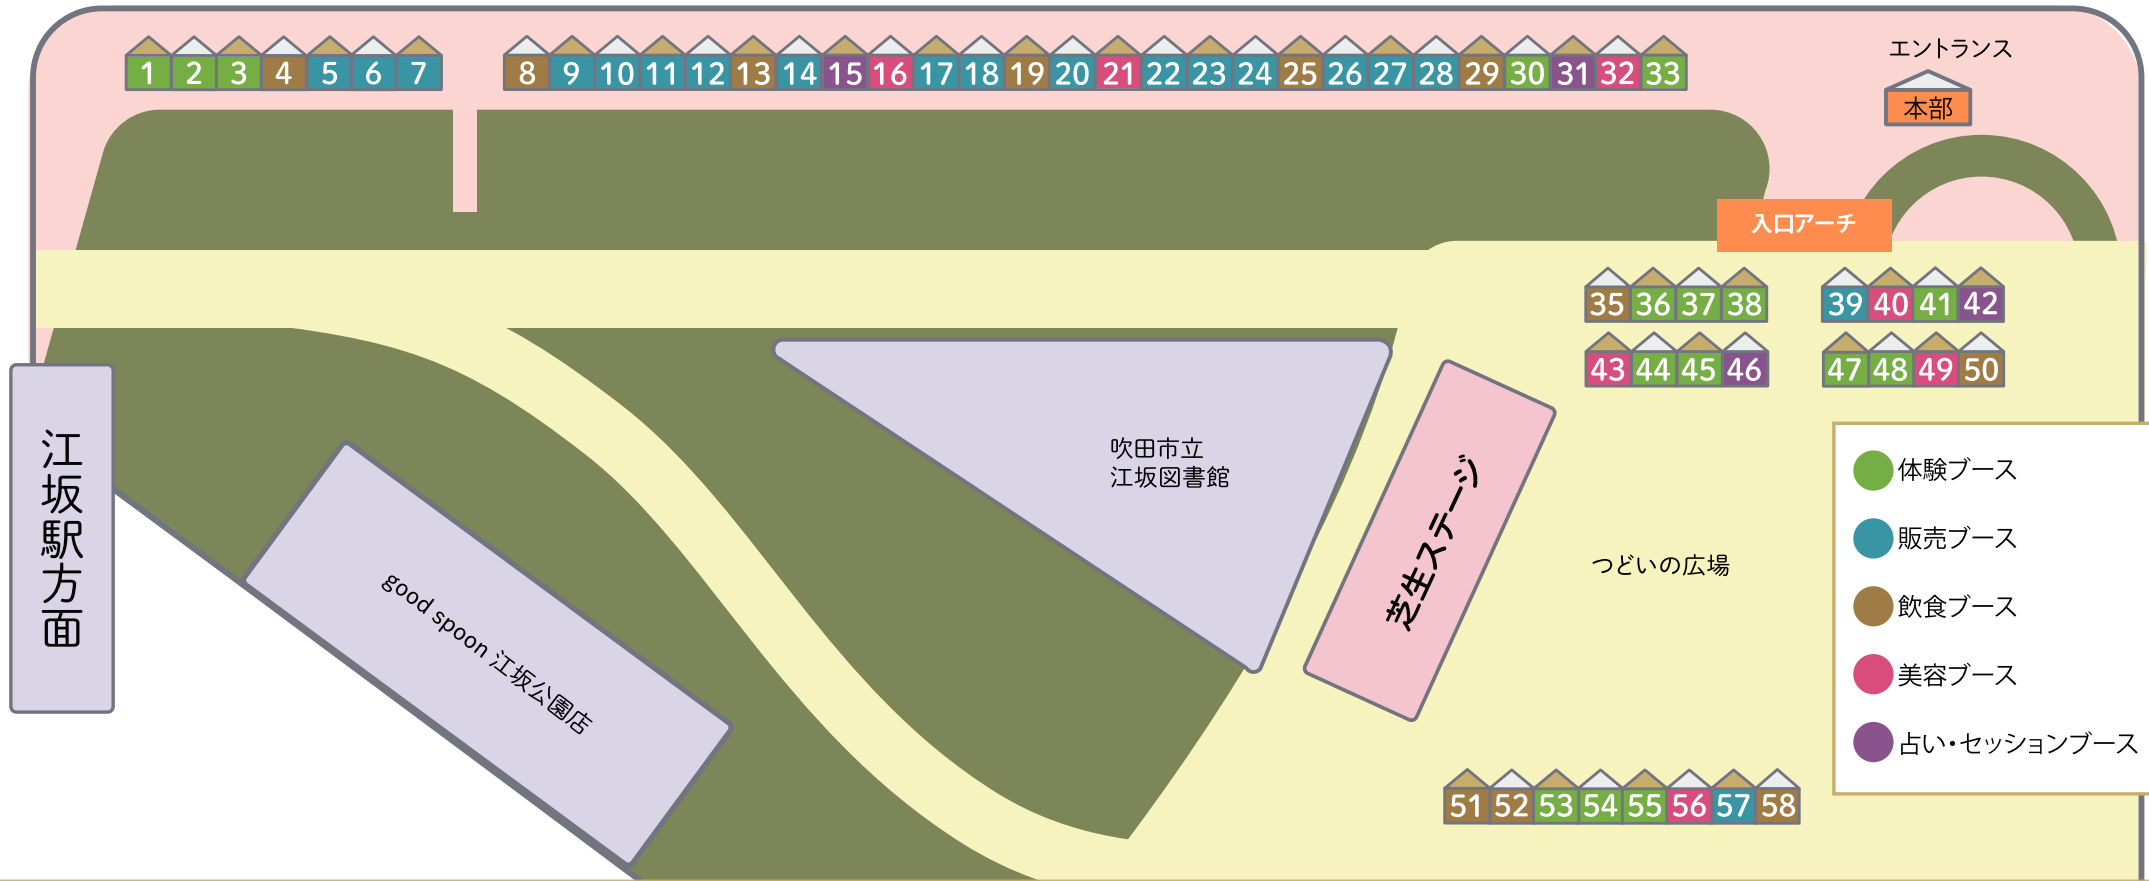 エントランス
本部
1 2 3 4 5 6 7
8 9 10 11 12 13 14 15 16 17 18 19 20 21 22 23 24 25 26 27 28 29 30 31 32 33
入口アーチ
35 36 37 38
39 40 41 42
43 44 45 46
47 48 49 50
江坂駅方面
good spoon 江坂公園店
吹田市立
江坂図書館
芝生ステージ
つどいの広場
体験ブース
販売ブース
飲食ブース
美容ブース
占い・セッションブース
51 52 53 54 55 56 57 58